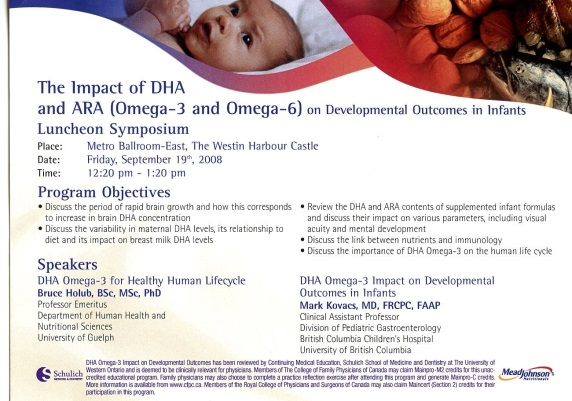 The Impact of DHA
and ARA (Omega-3 and Omega-6) on Developmental Outcomes in Infants
Luncheon Symposium
Place: Metro Ballroom-East, The Westin Harbour Castle
Date: Friday, September 19th, 2008
Time: 12:20 pm - 1:20 pm
Program Objectives
• Discuss the period of rapid brain growth and how this corresponds
to increase in brain DHA concentration
• Discuss the variability in maternal DHA levels, its relationship to
diet and its impact on breast milk DHA levels
• Review the DHA and ARA contents of supplemented infant formulas
and discuss their impact on various parameters, including visual
acuity and mental development
• Discuss the link between nutrients and immunology
• Discuss the importance of DHA Omega-3 on the human life cycle
Speakers
DHA Omega-3 for Healthy Human Lifecycle
Bruce Holub, BSc, MSc, PhD
Professor Emeritus
Department of Human Health and
Nutritional Sciences
University of Guelph
DHA Omega-3 Impact on Developmental
Outcomes in Infants
Mark Kovacs, MD, FRCPC, FAAP
Clinical Assistant Professor
Division of Pediatric Gastroenterology
British Columbia Children's Hospital
University of British Columbia
Schulich
DHA Omega-3 Impact on Developmental Outcomes has been reviewed by Continuing Medical Education, Schulich School of Medicine and Dentistry at The University of
Western Ontario and is deemed to be clinically relevant for physicians. Members of The College of Family Physicians of Canada may claim Mainpro-M2 credits for this unac-
credited educational program. Family physicians may also choose to complete a practice reflection exercise after attending this program and generate Mainpro-C credits.
More information is available from www.cfpc.ca. Members of the Royal College of Physicians and Surgeons of Canada may also claim Maincert (Section 2) credits for their
participation in this program.
MeadJohnson
Nutritionals